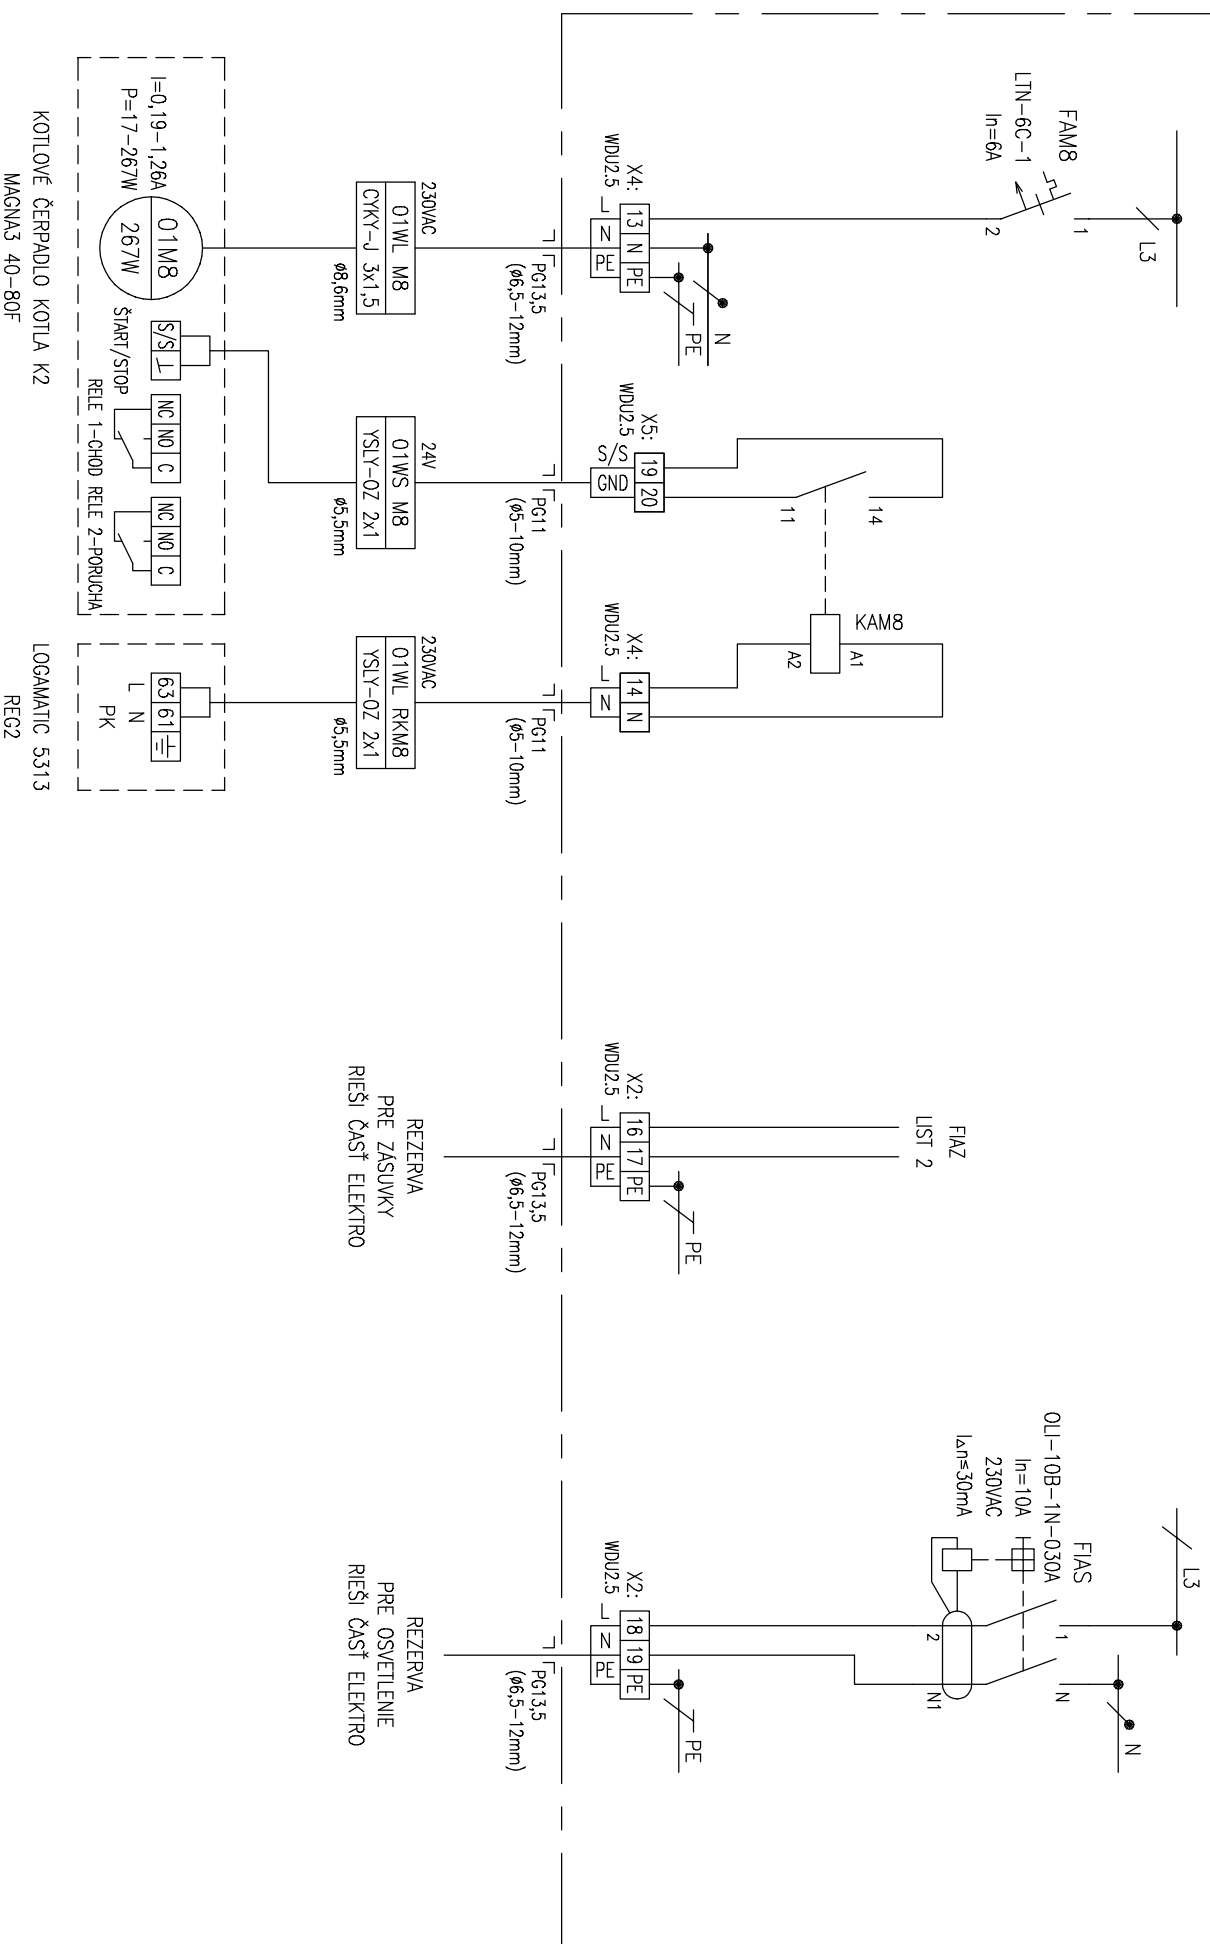 L3
FAM8
LTN-6C-1
In=6A
1
2
N
PE
X4:
WDU2.5
13 N PE
L N PE
PG13,5
(ø6,5-12mm)
230VAC
01WL M8
CYKY-J 3x1,5
ø8,6mm
I=0,19-1,26A
P=17-267W
01M8
267W
KOTLOVÉ ČERPADLO KOTLA K2
MAGNA3 40-80F
14
11
X5:
WDU2.5
19 20
S/S GND
PG11
(ø5-10mm)
24V
01WS M8
YSLY-OZ 2x1
ø5,5mm
S/S ⊥
ŠTART/STOP
NC NO C
RELE 1-CHOD
NC NO C
RELE 2-PORUCHA
KAM8
A1
A2
X4:
WDU2.5
14 N
L N
PG11
(ø5-10mm)
230VAC
01WL RKM8
YSLY-OZ 2x1
ø5,5mm
63 61
L N
PK
LOGAMATIC 5313
REG2
FIAZ
LIST 2
PE
X2:
WDU2.5
16 17 PE
L N PE
PG13,5
(ø6,5-12mm)
REZERVA
PRE ZÁSUVKY
RIEŠI ČASŤ ELEKTRO
L3
N
FIAS
OLI-10B-1N-030A
In=10A
230VAC
I∆n≤30mA
1 N
2 N1
PE
X2:
WDU2.5
18 19 PE
L N PE
PG13,5
(ø6,5-12mm)
REZERVA
PRE OSVETLENIE
RIEŠI ČASŤ ELEKTRO